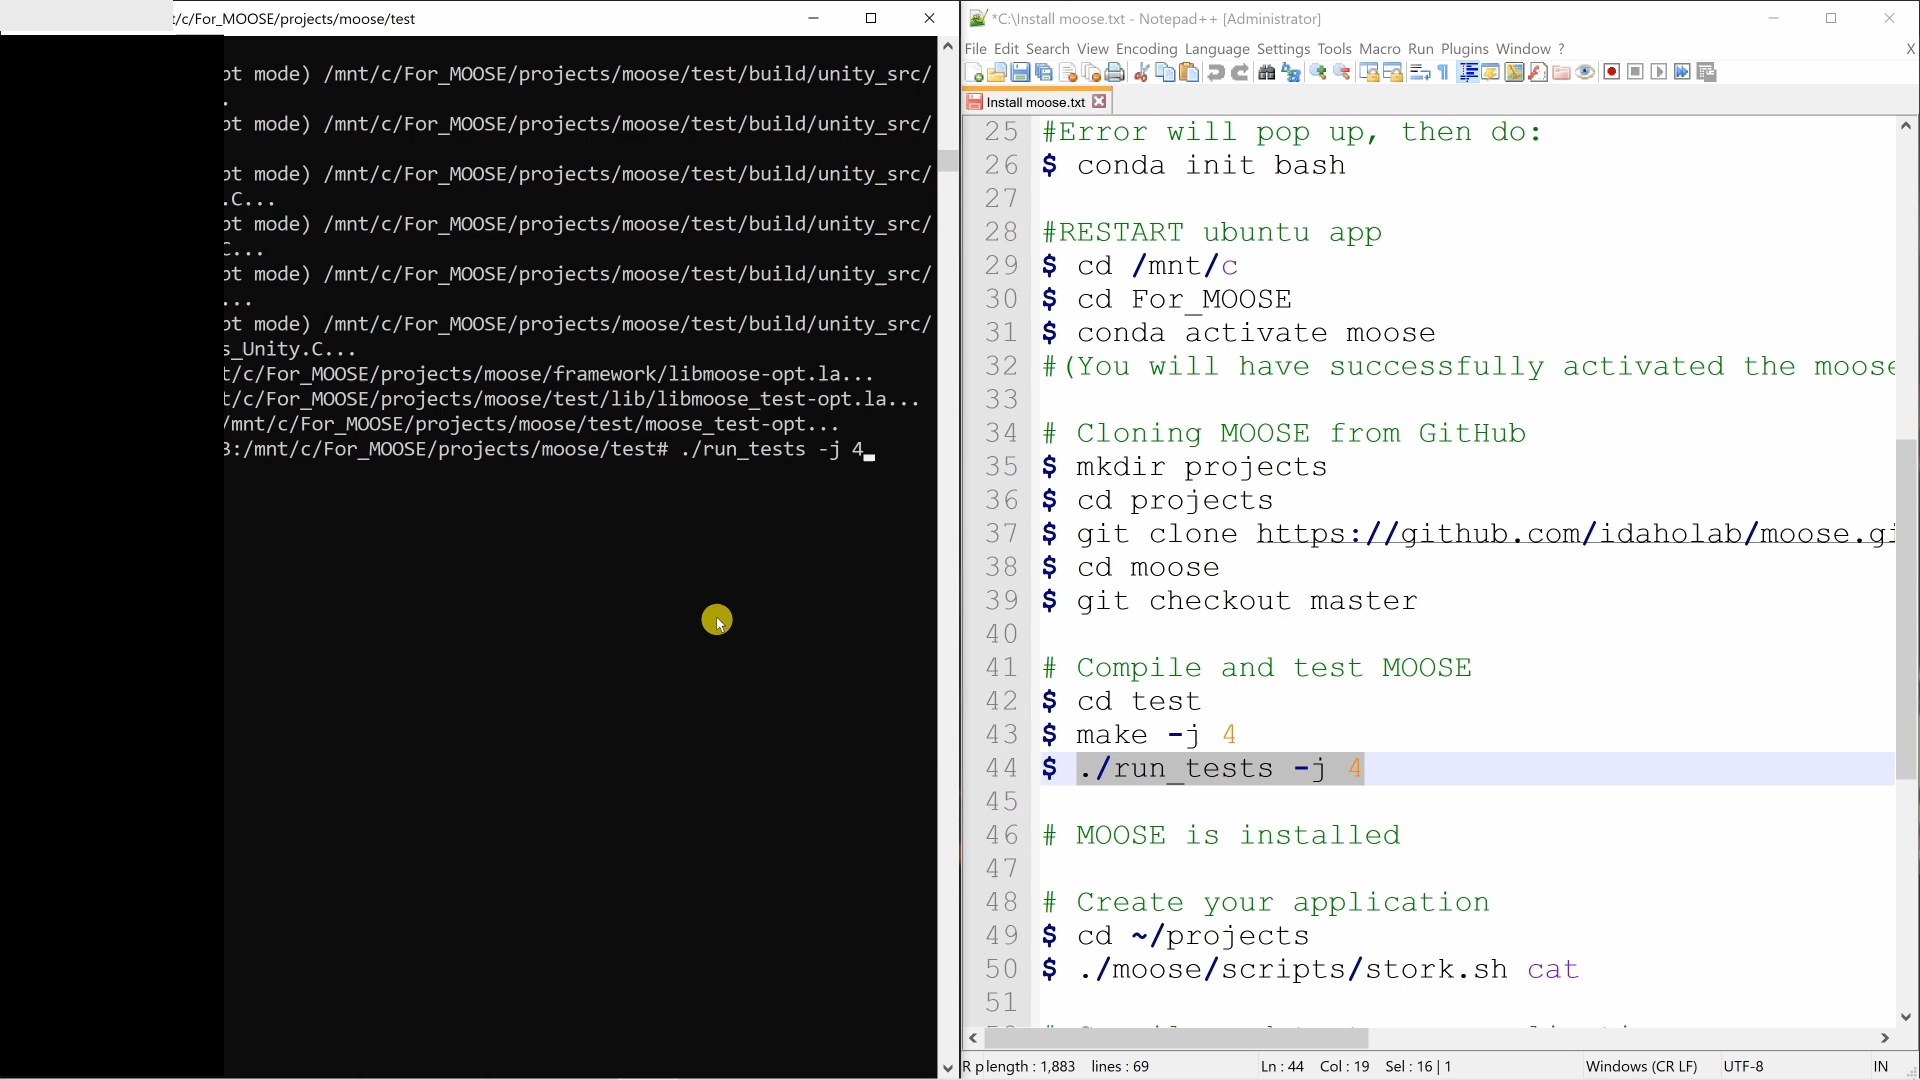 t/c/For_MOOSE/projects/moose/test
pt mode) /mnt/c/For_MOOSE/projects/moose/test/build/unity_src/
.
pt mode) /mnt/c/For_MOOSE/projects/moose/test/build/unity_src/
pt mode) /mnt/c/For_MOOSE/projects/moose/test/build/unity_src/
.C...
pt mode) /mnt/c/For_MOOSE/projects/moose/test/build/unity_src/
C...
pt mode) /mnt/c/For_MOOSE/projects/moose/test/build/unity_src/
...
pt mode) /mnt/c/For_MOOSE/projects/moose/test/build/unity_src/
s_Unity.C...
t/c/For_MOOSE/projects/moose/framework/libmoose-opt.la...
t/c/For_MOOSE/projects/moose/test/lib/libmoose_test-opt.la...
/mnt/c/For_MOOSE/projects/moose/test/moose_test-opt...
3:/mnt/c/For_MOOSE/projects/moose/test# ./run_tests -j 4
*C:\Install moose.txt - Notepad++ [Administrator]
File Edit Search View Encoding Language Settings Tools Macro Run Plugins Window ? X
Install moose.txt
25 #Error will pop up, then do:
26 $ conda init bash
27
28 #RESTART ubuntu app
29 $ cd /mnt/c
30 $ cd For_MOOSE
31 $ conda activate moose
32 #(You will have successfully activated the moose
33
34 # Cloning MOOSE from GitHub
35 $ mkdir projects
36 $ cd projects
37 $ git clone https://github.com/idaholab/moose.gi
38 $ cd moose
39 $ git checkout master
40
41 # Compile and test MOOSE
42 $ cd test
43 $ make -j 4
44 $ ./run_tests -j 4
45
46 # MOOSE is installed
47
48 # Create your application
49 $ cd ~/projects
50 $ ./moose/scripts/stork.sh cat
51
R p length : 1,883 lines : 69 Ln : 44 Col : 19 Sel : 16 | 1 Windows (CR LF) UTF-8 IN